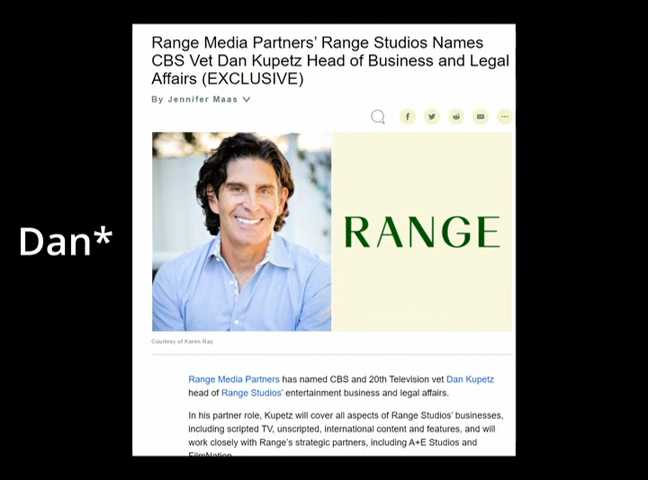 Range Media Partners’ Range Studios Names
CBS Vet Dan Kupetz Head of Business and Legal
Affairs (EXCLUSIVE)
By Jennifer Maas
RANGE
Dan*
Courtesy of Karen Ray
Range Media Partners has named CBS and 20th Television vet Dan Kupetz
head of Range Studios’ entertainment business and legal affairs.
In his partner role, Kupetz will cover all aspects of Range Studios’ businesses,
including scripted TV, unscripted, international content and features, and will
work closely with Range’s strategic partners, including A+E Studios and
FilmNation